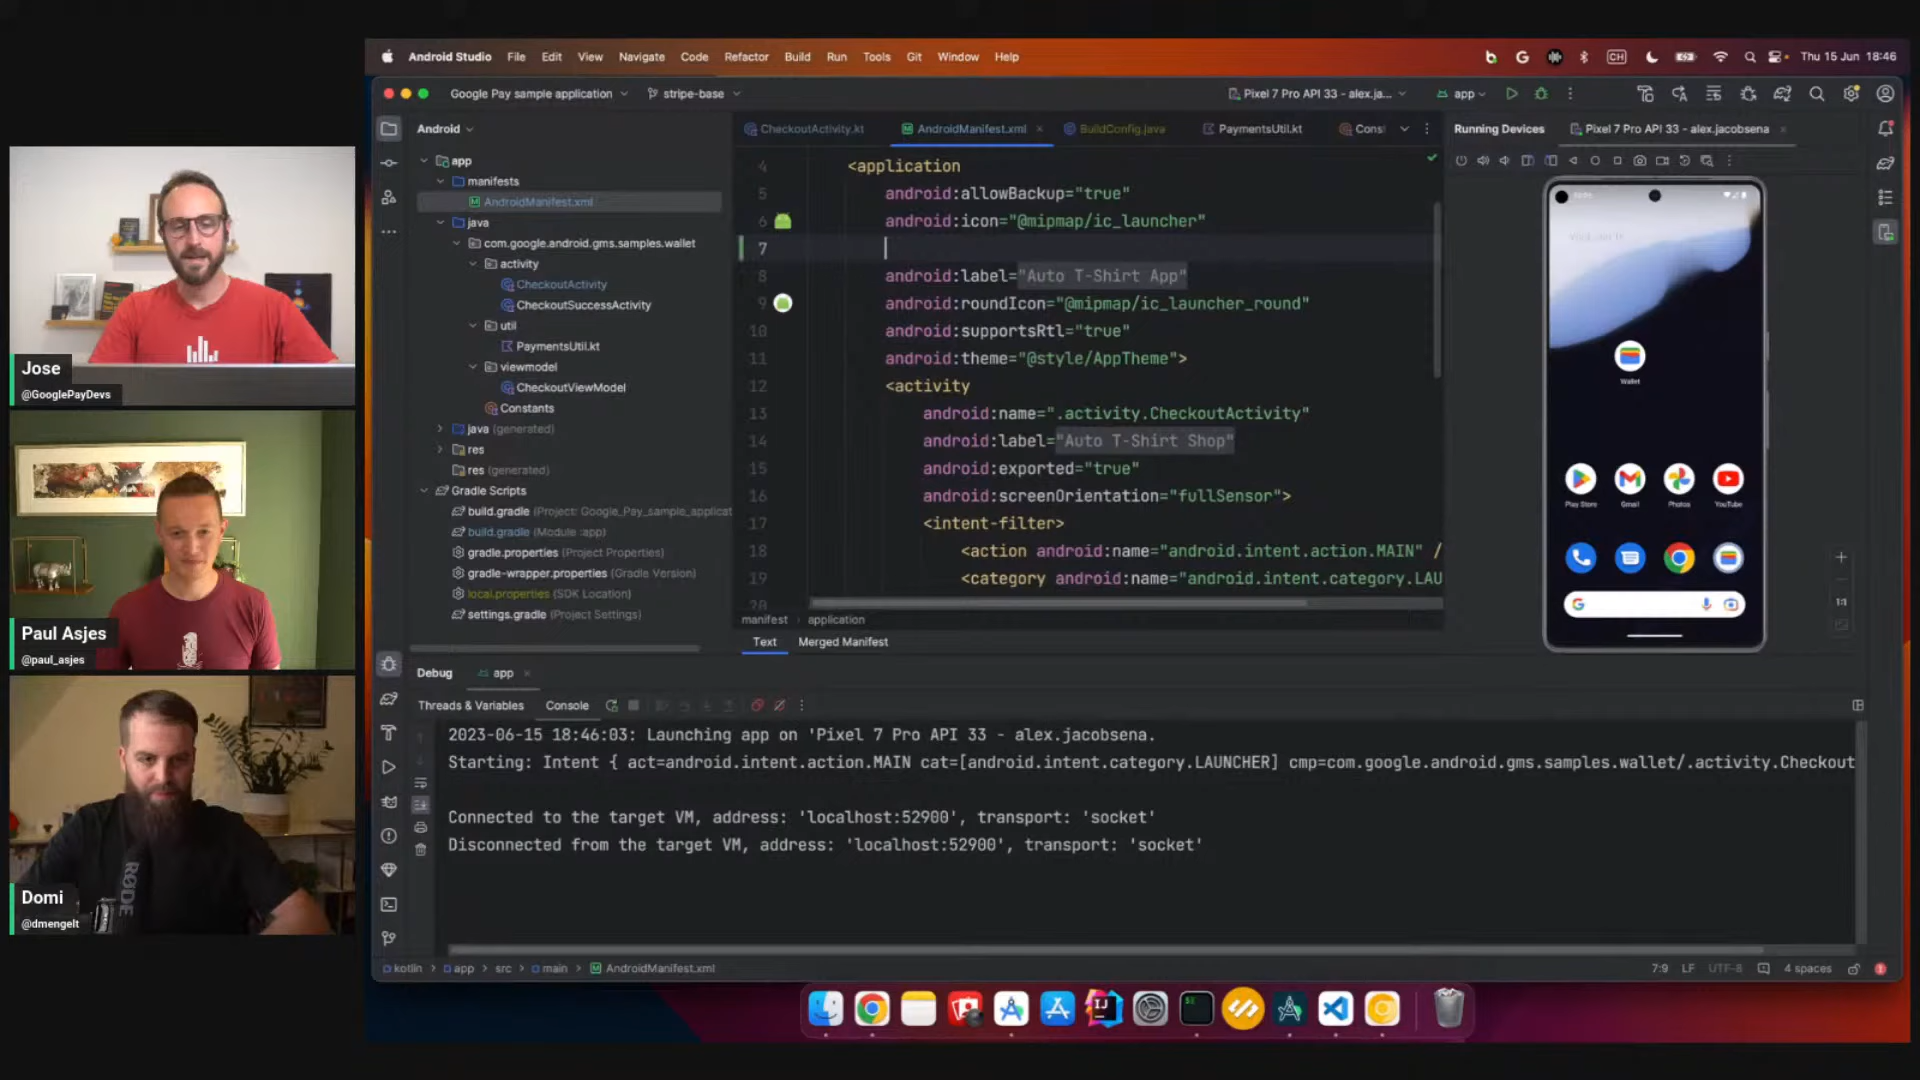 Android Studio File Edit View Navigate Code Refactor Build Run Tools Git Window Help
CH Thu 15 Jun 18:46
Google Pay sample application stripe-base
Pixel 7 Pro API 33 - alex.ja... app
Android
CheckoutActivity.kt AndroidManifest.xml BuildConfig.java PaymentsUtil.kt Const
Running Devices Pixel 7 Pro API 33 - alex.jacobsena
app
manifests
AndroidManifest.xml
java
com.google.android.gms.samples.wallet
activity
CheckoutActivity
CheckoutSuccessActivity
util
PaymentsUtil.kt
viewmodel
CheckoutViewModel
Constants
java (generated)
res
res (generated)
Gradle Scripts
build.gradle (Project: Google_Pay_sample_applicat
build.gradle (Module :app)
gradle.properties (Project Properties)
gradle-wrapper.properties (Gradle Version)
local.properties (SDK Location)
settings.gradle (Project Settings)
4 <application
5 android:allowBackup="true"
6 android:icon="@mipmap/ic_launcher"
7
8 android:label="Auto T-Shirt App"
9 android:roundIcon="@mipmap/ic_launcher_round"
10 android:supportsRtl="true"
11 android:theme="@style/AppTheme">
12 <activity
13 android:name=".activity.CheckoutActivity"
14 android:label="Auto T-Shirt Shop"
15 android:exported="true"
16 android:screenOrientation="fullSensor">
17 <intent-filter>
18 <action android:name="android.intent.action.MAIN" /
19 <category android:name="android.intent.category.LAU
20
manifest › application
Text Merged Manifest
Wallet
Play Store Gmail Photos YouTube
1:1
Debug app
Threads & Variables Console
2023-06-15 18:46:03: Launching app on 'Pixel 7 Pro API 33 - alex.jacobsena.
Starting: Intent { act=android.intent.action.MAIN cat=[android.intent.category.LAUNCHER] cmp=com.google.android.gms.samples.wallet/.activity.Checkout
Connected to the target VM, address: 'localhost:52900', transport: 'socket'
Disconnected from the target VM, address: 'localhost:52900', transport: 'socket'
kotlin › app › src › main › AndroidManifest.xml
7:9 LF UTF-8 4 spaces
Jose
@GooglePayDevs
Paul Asjes
@paul_asjes
Domi
@dmengelt
RØDE